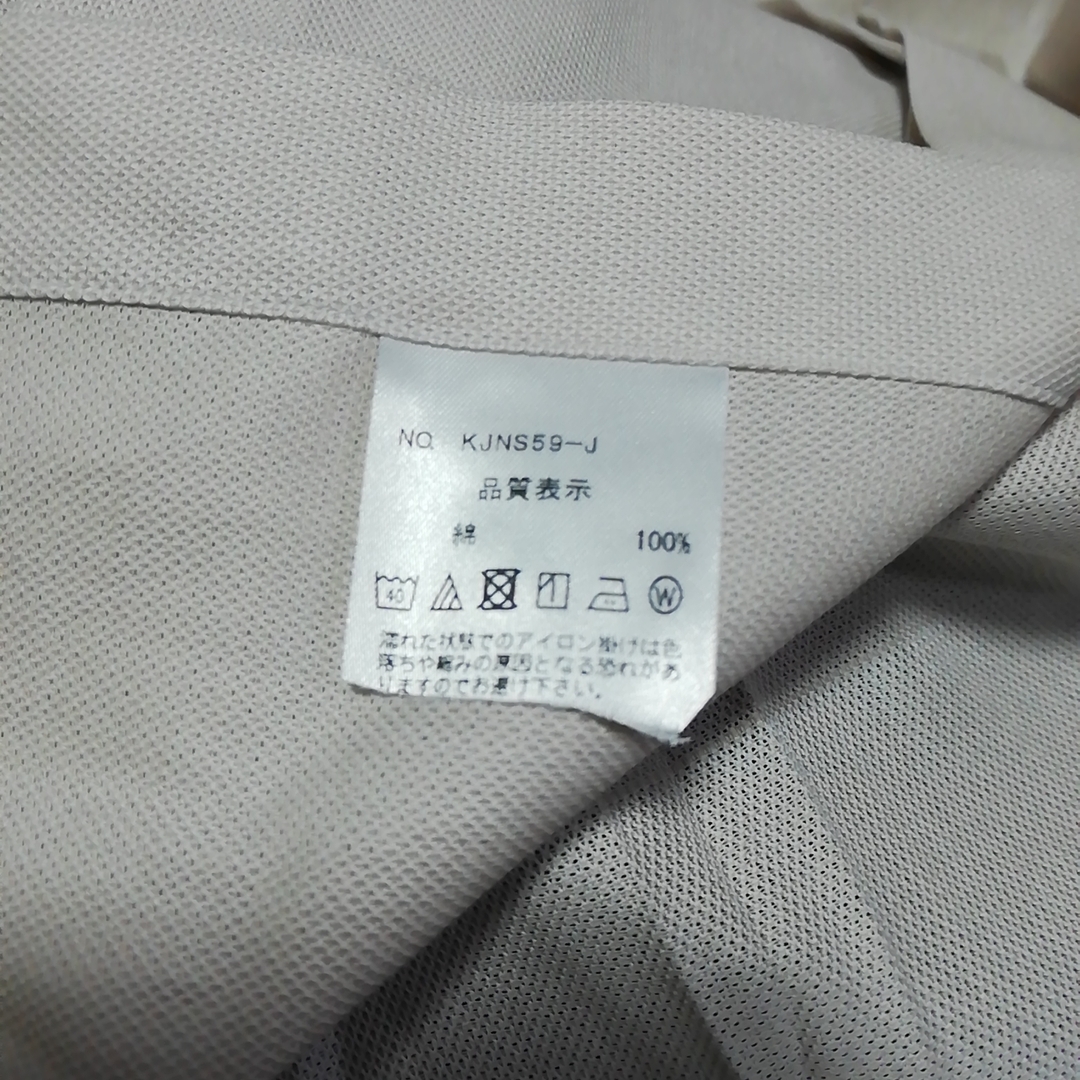 NO. KJNS59-J
品質表示
綿 100%
40 W
濡れた状態でのアイロン掛けは色
落ちや縮みの原因となる恐れがあ
りますのでお避け下さい。